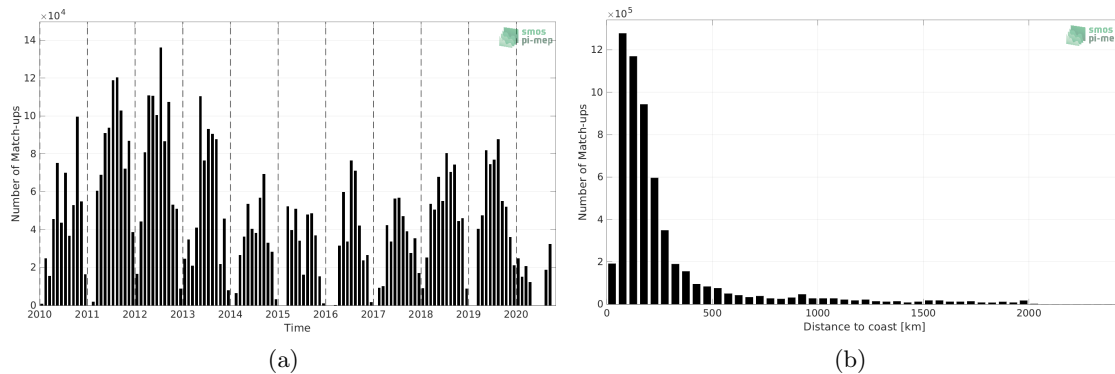 ×10⁴
14
12
10
8
6
4
2
0
Number of Match-ups
2010 2011 2012 2013 2014 2015 2016 2017 2018 2019 2020
Time
smos
pi-mep
(a)
×10⁵
12
10
8
6
4
2
0
Number of Match-ups
0 500 1000 1500 2000
Distance to coast [km]
smos
pi-me
(b)